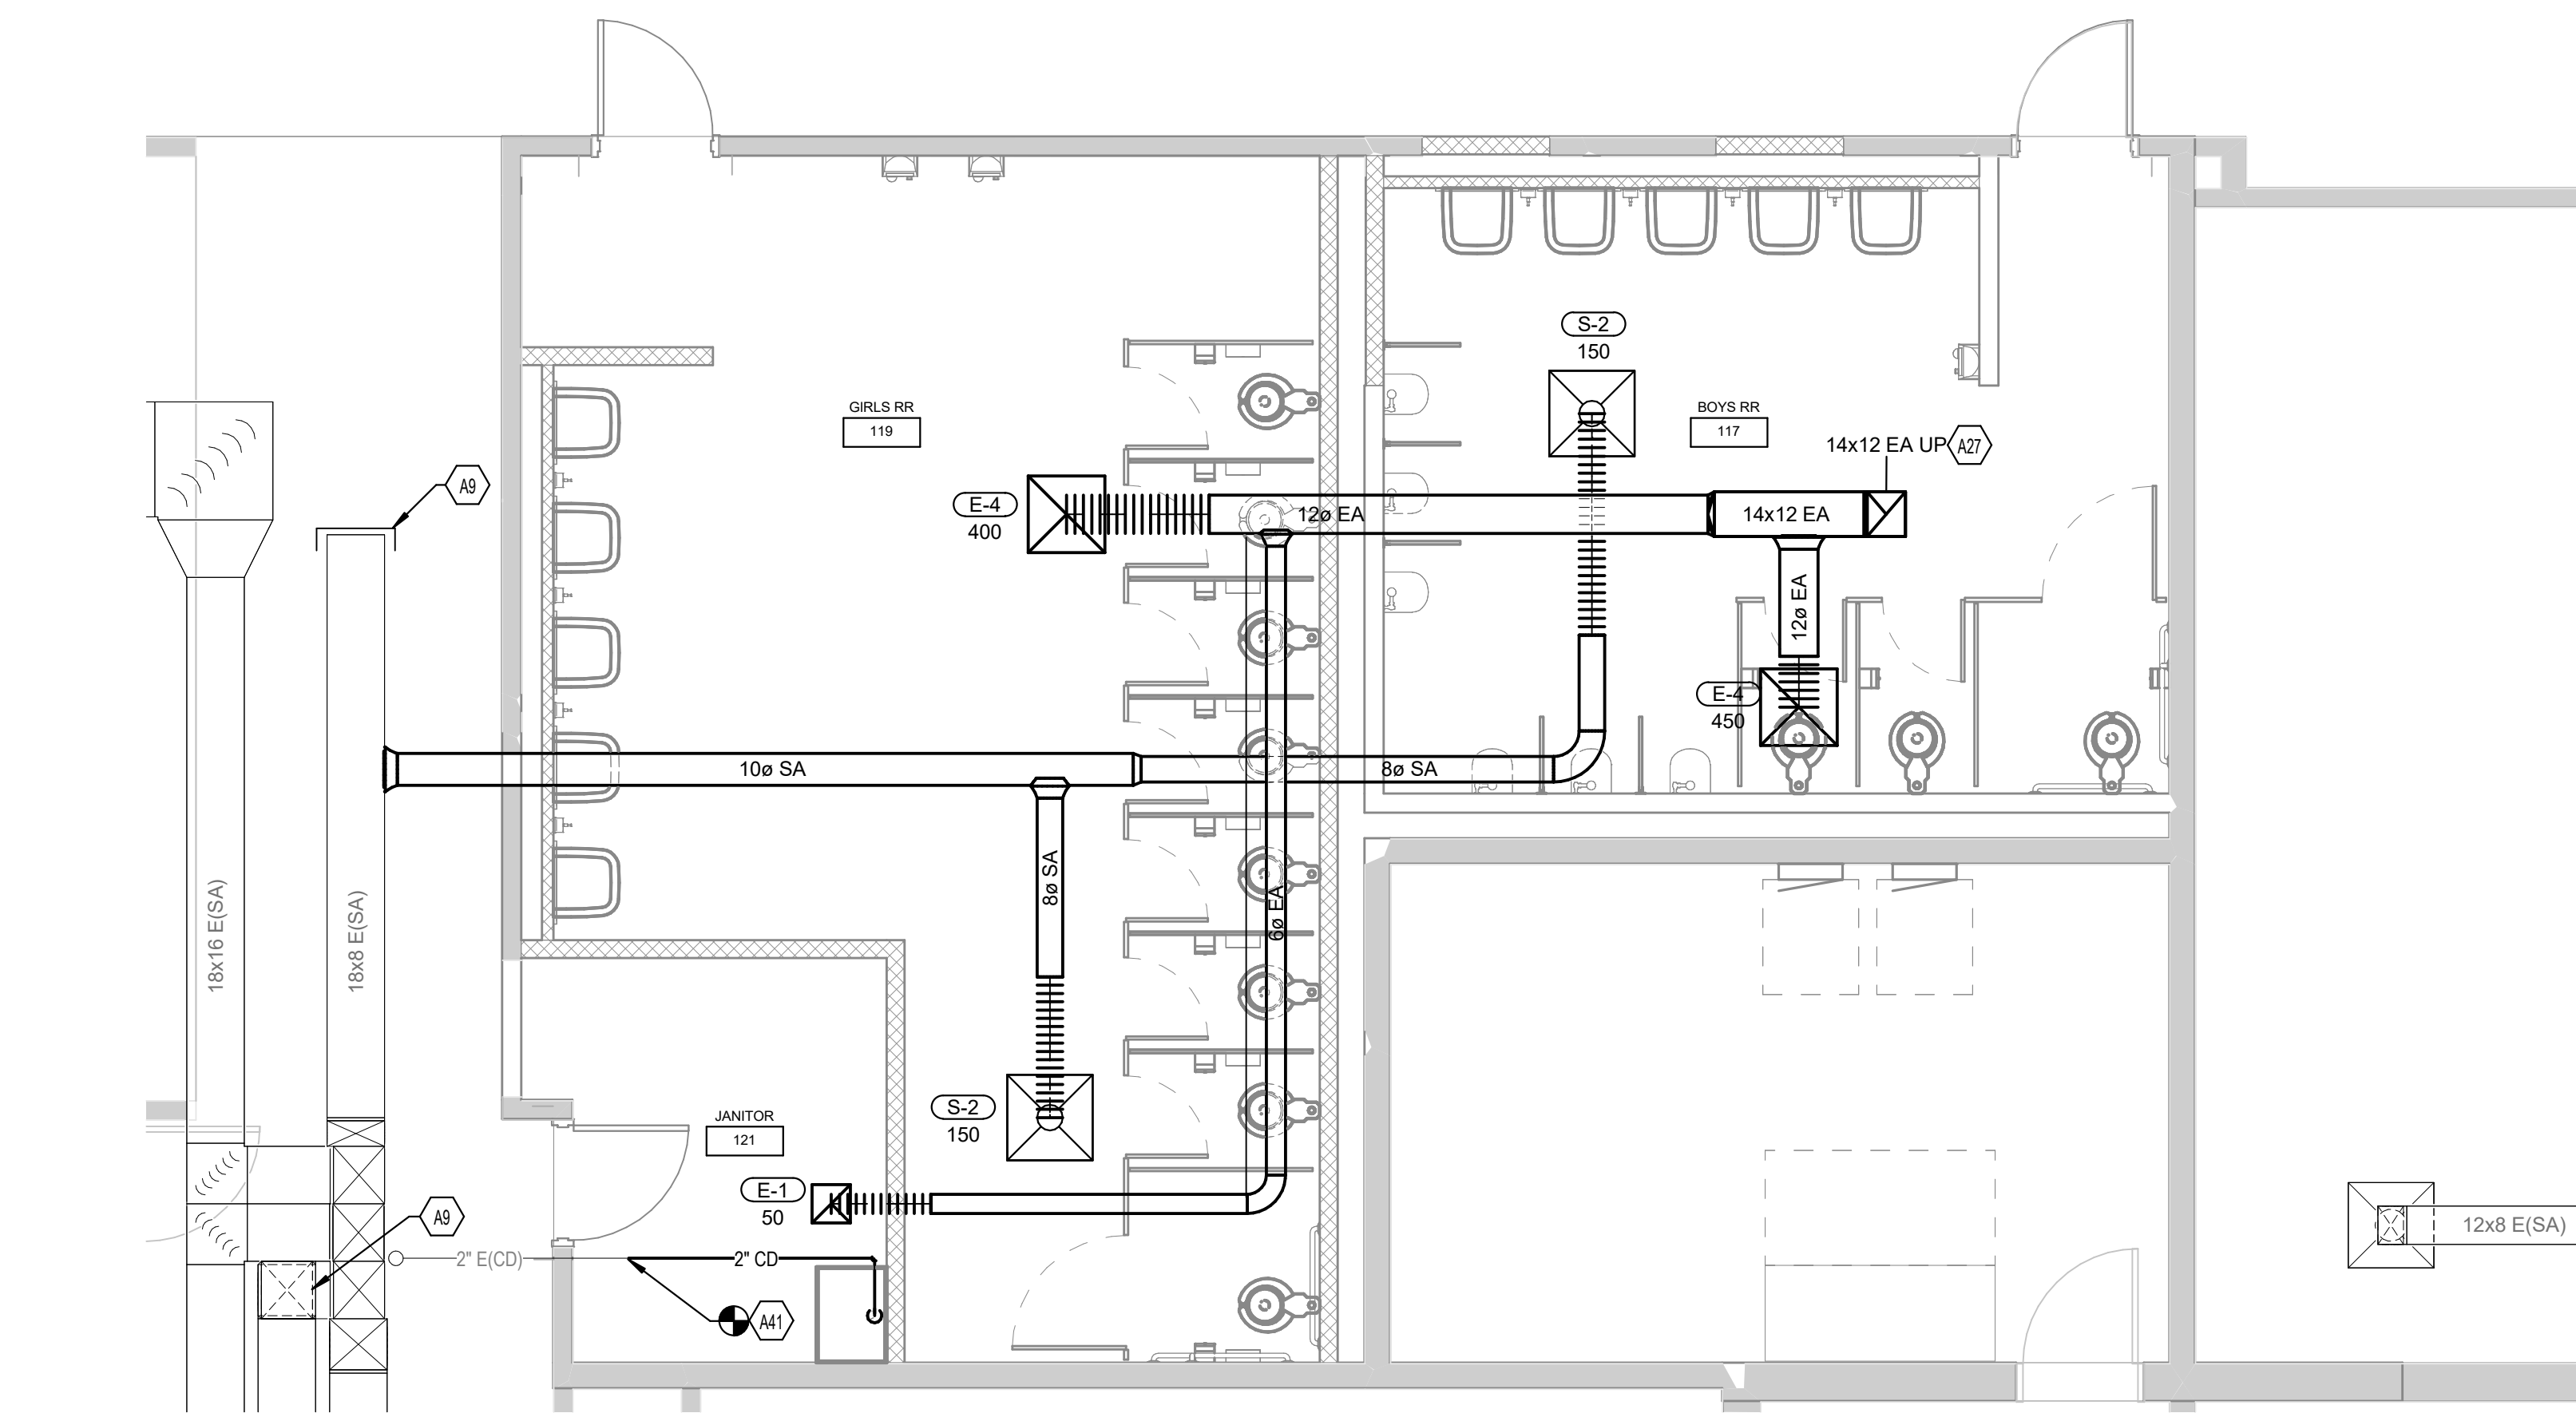 S-2
150
GIRLS RR
119
BOYS RR
117
14x12 EA UP
A27
A9
E-4
400
12ø EA
14x12 EA
12ø EA
E-4
450
10ø SA
8ø SA
8ø SA
6ø EA
18x16 E(SA)
18x8 E(SA)
S-2
150
JANITOR
121
E-1
50
A9
2" E(CD)
2" CD
A41
12x8 E(SA)